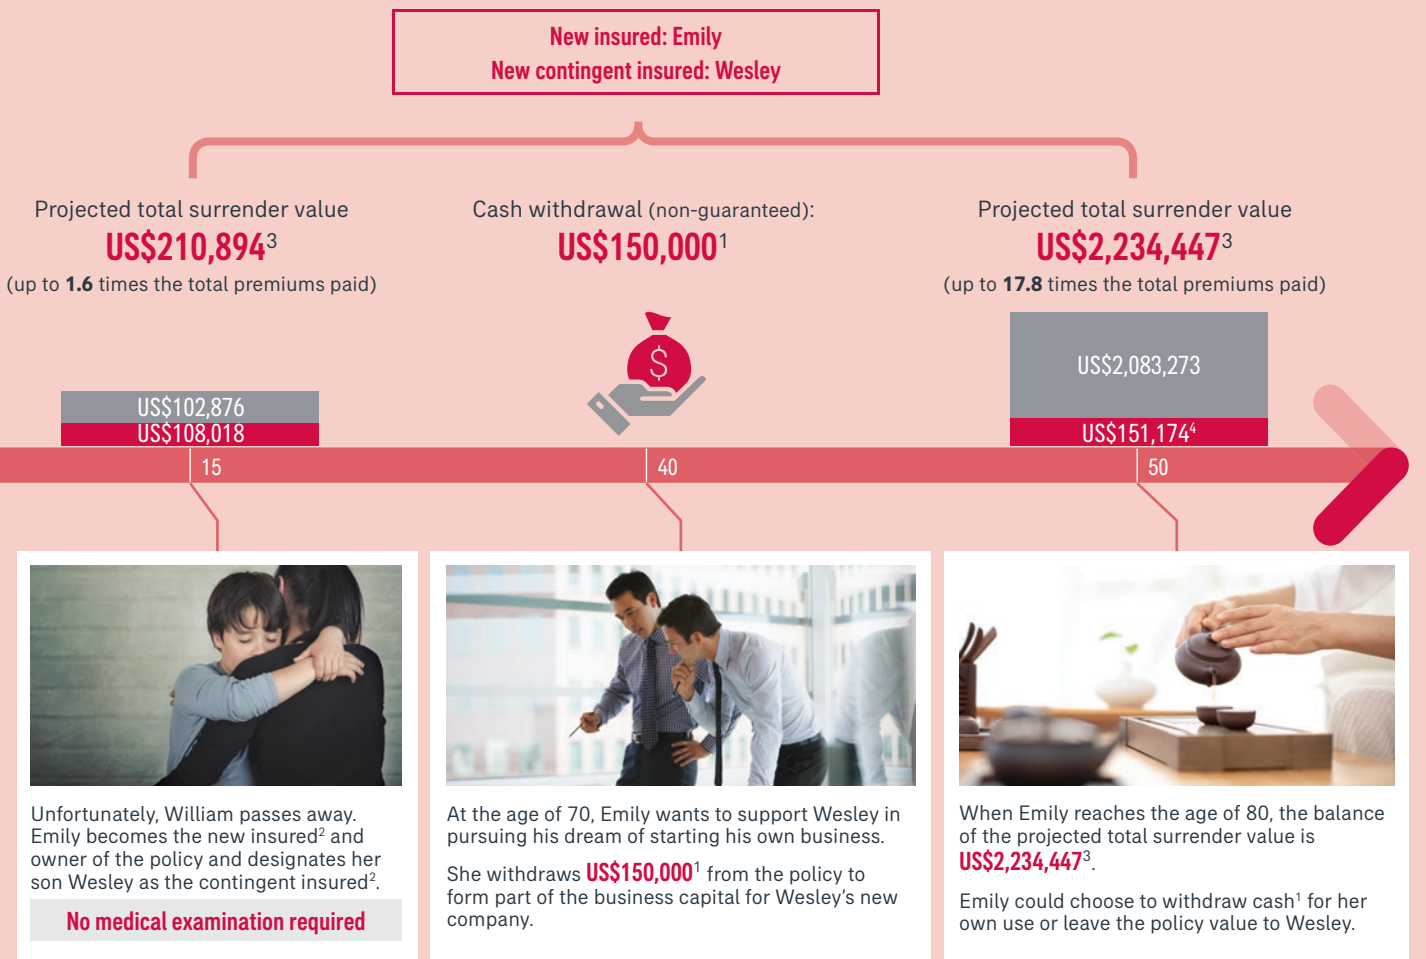 New insured: Emily
New contingent insured: Wesley
Projected total surrender value
US$210,894³
(up to 1.6 times the total premiums paid)
Cash withdrawal (non-guaranteed):
US$150,000¹
Projected total surrender value
US$2,234,447³
(up to 17.8 times the total premiums paid)
$
US$102,876
US$108,018
US$2,083,273
US$151,174⁴
15
40
50
Unfortunately, William passes away.
Emily becomes the new insured² and
owner of the policy and designates her
son Wesley as the contingent insured².
No medical examination required
At the age of 70, Emily wants to support Wesley in
pursuing his dream of starting his own business.
She withdraws US$150,000¹ from the policy to
form part of the business capital for Wesley’s new
company.
When Emily reaches the age of 80, the balance
of the projected total surrender value is
US$2,234,447³.
Emily could choose to withdraw cash¹ for her
own use or leave the policy value to Wesley.